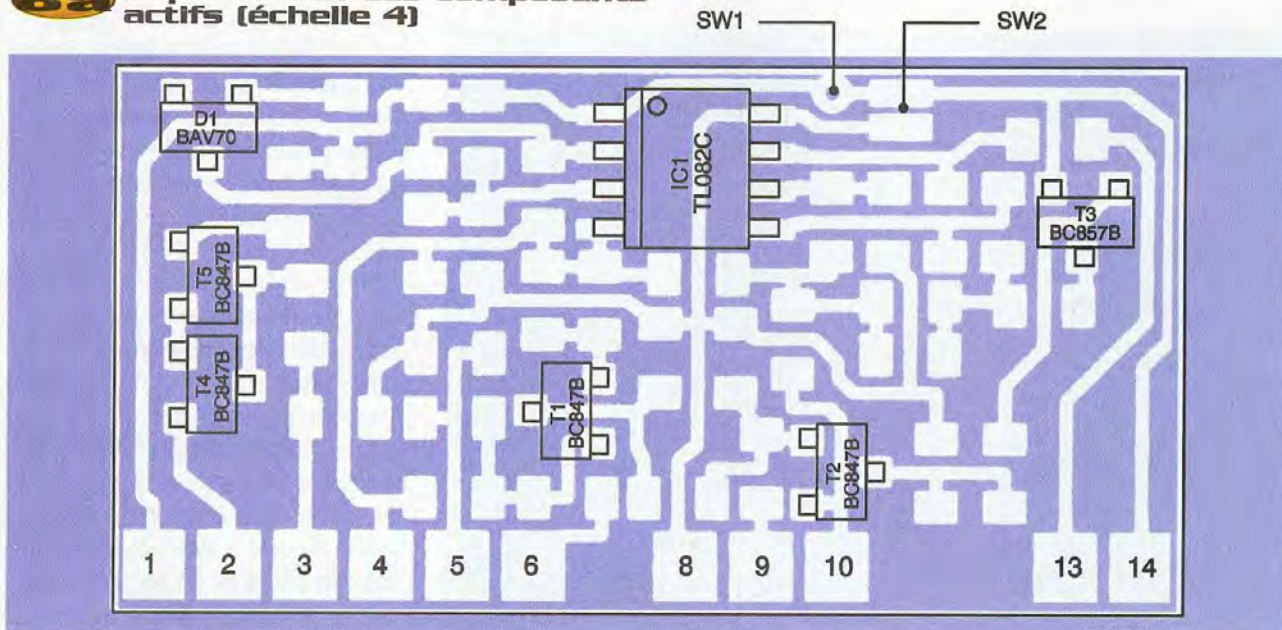 actifs (échelle 4)
SW1
SW2
D1
BAV70
IC1
TL082C
T3
BC857B
T5
BC847B
T4
BC847B
T1
BC847B
T2
BC847B
1 2 3 4 5 6 8 9 10 13 14